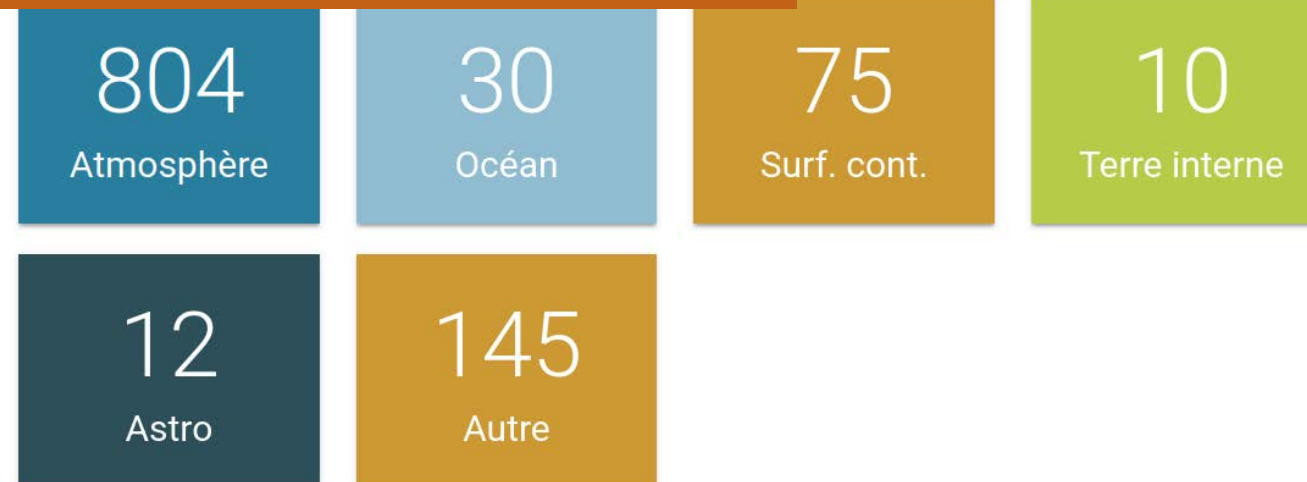 804
Atmosphère
30
Océan
75
Surf. cont.
10
Terre interne
12
Astro
145
Autre